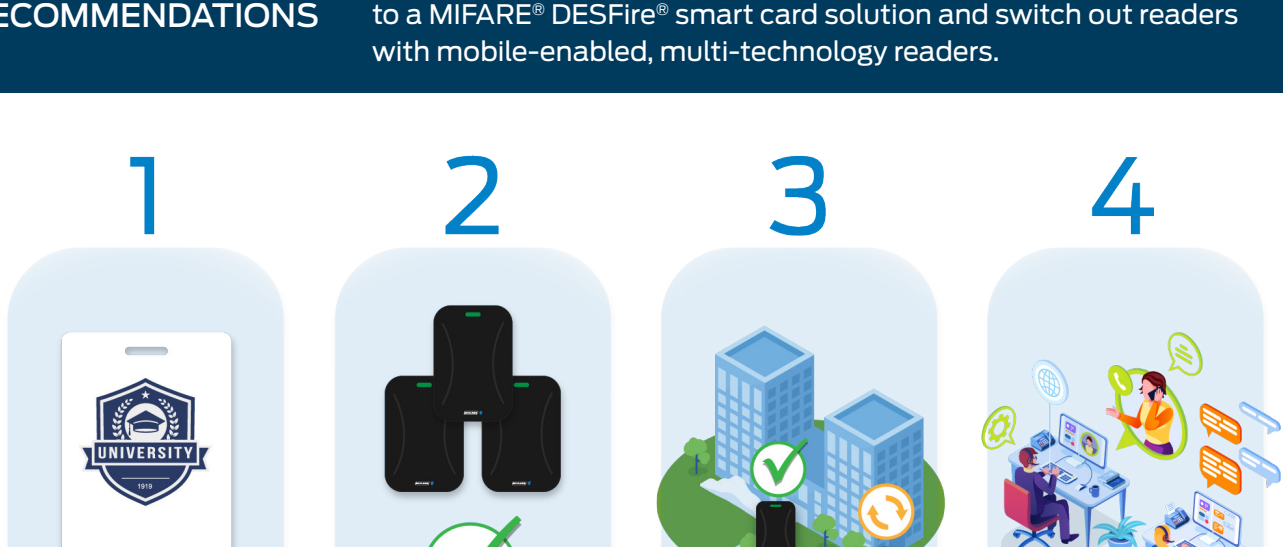 ECOMMENDATIONS
to a MIFARE® DESFire® smart card solution and switch out readers
with mobile-enabled, multi-technology readers.
1
2
3
4
UNIVERSITY
1919